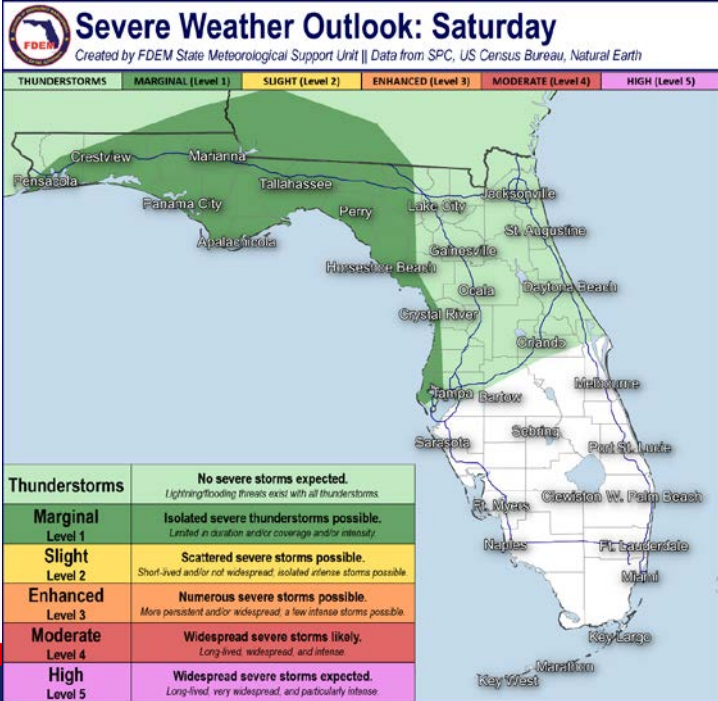 Severe Weather Outlook: Saturday
Created by FDEM State Meteorological Support Unit || Data from SPC, US Census Bureau, Natural Earth
FDEM
THUNDERSTORMS MARGINAL (Level 1) SLIGHT (Level 2) ENHANCED (Level 3) MODERATE (Level 4) HIGH (Level 5)
Crestview
Marianna
Pensacola
Tallahassee
Panama City
Perry
Apalachicola
Lake City
Jacksonville
St. Augustine
Gainesville
Horseshoe Beach
Ocala
Daytona Beach
Crystal River
Orlando
Tampa
Bartow
Melbourne
Sarasota
Sebring
Port St. Lucie
Ft. Myers
Clewiston
W. Palm Beach
Naples
Ft. Lauderdale
Miami
Key Largo
Marathon
Key West
Thunderstorms
No severe storms expected.
Lightning/flooding threats exist with all thunderstorms.
Marginal
Level 1
Isolated severe thunderstorms possible.
Limited in duration and/or coverage and/or intensity.
Slight
Level 2
Scattered severe storms possible.
Short-lived and/or not widespread; isolated intense storms possible.
Enhanced
Level 3
Numerous severe storms possible.
More persistent and/or widespread; a few intense storms possible.
Moderate
Level 4
Widespread severe storms likely.
Long-lived, widespread, and intense.
High
Level 5
Widespread severe storms expected.
Long-lived, very widespread, and particularly intense.